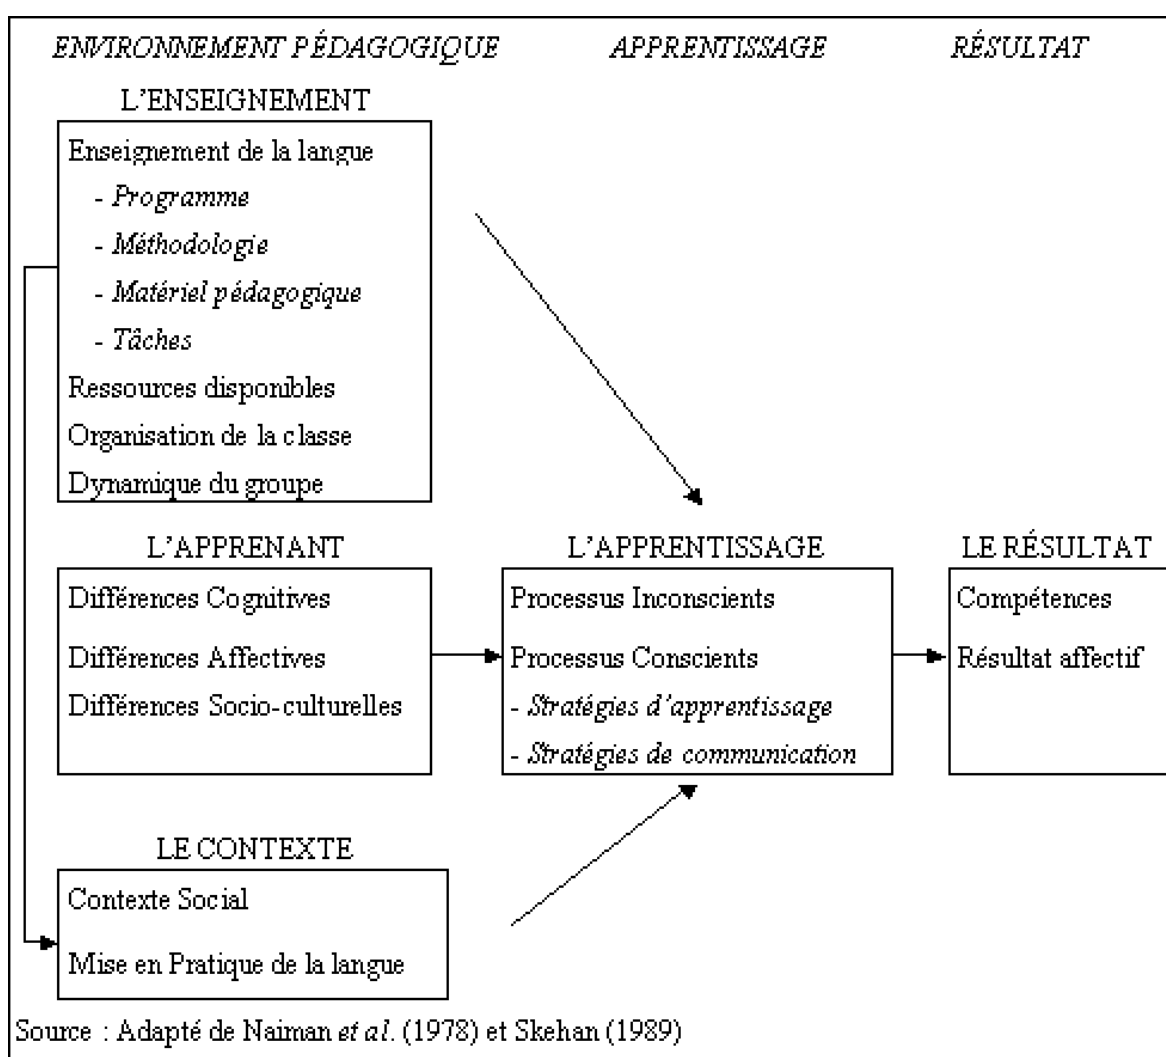 ENVIRONNEMENT PÉDAGOGIQUE APPRENTISSAGE RÉSULTAT
L'ENSEIGNEMENT
Enseignement de la langue
- Programme
- Méthodologie
- Matériel pédagogique
- Tâches
Ressources disponibles
Organisation de la classe
Dynamique du groupe
L'APPRENANT
Différences Cognitives
Différences Affectives
Différences Socio-culturelles
L'APPRENTISSAGE
Processus Inconscients
Processus Conscients
- Stratégies d'apprentissage
- Stratégies de communication
LE RÉSULTAT
Compétences
Résultat affectif
LE CONTEXTE
Contexte Social
Mise en Pratique de la langue
Source : Adapté de Naiman et al. (1978) et Skehan (1989)